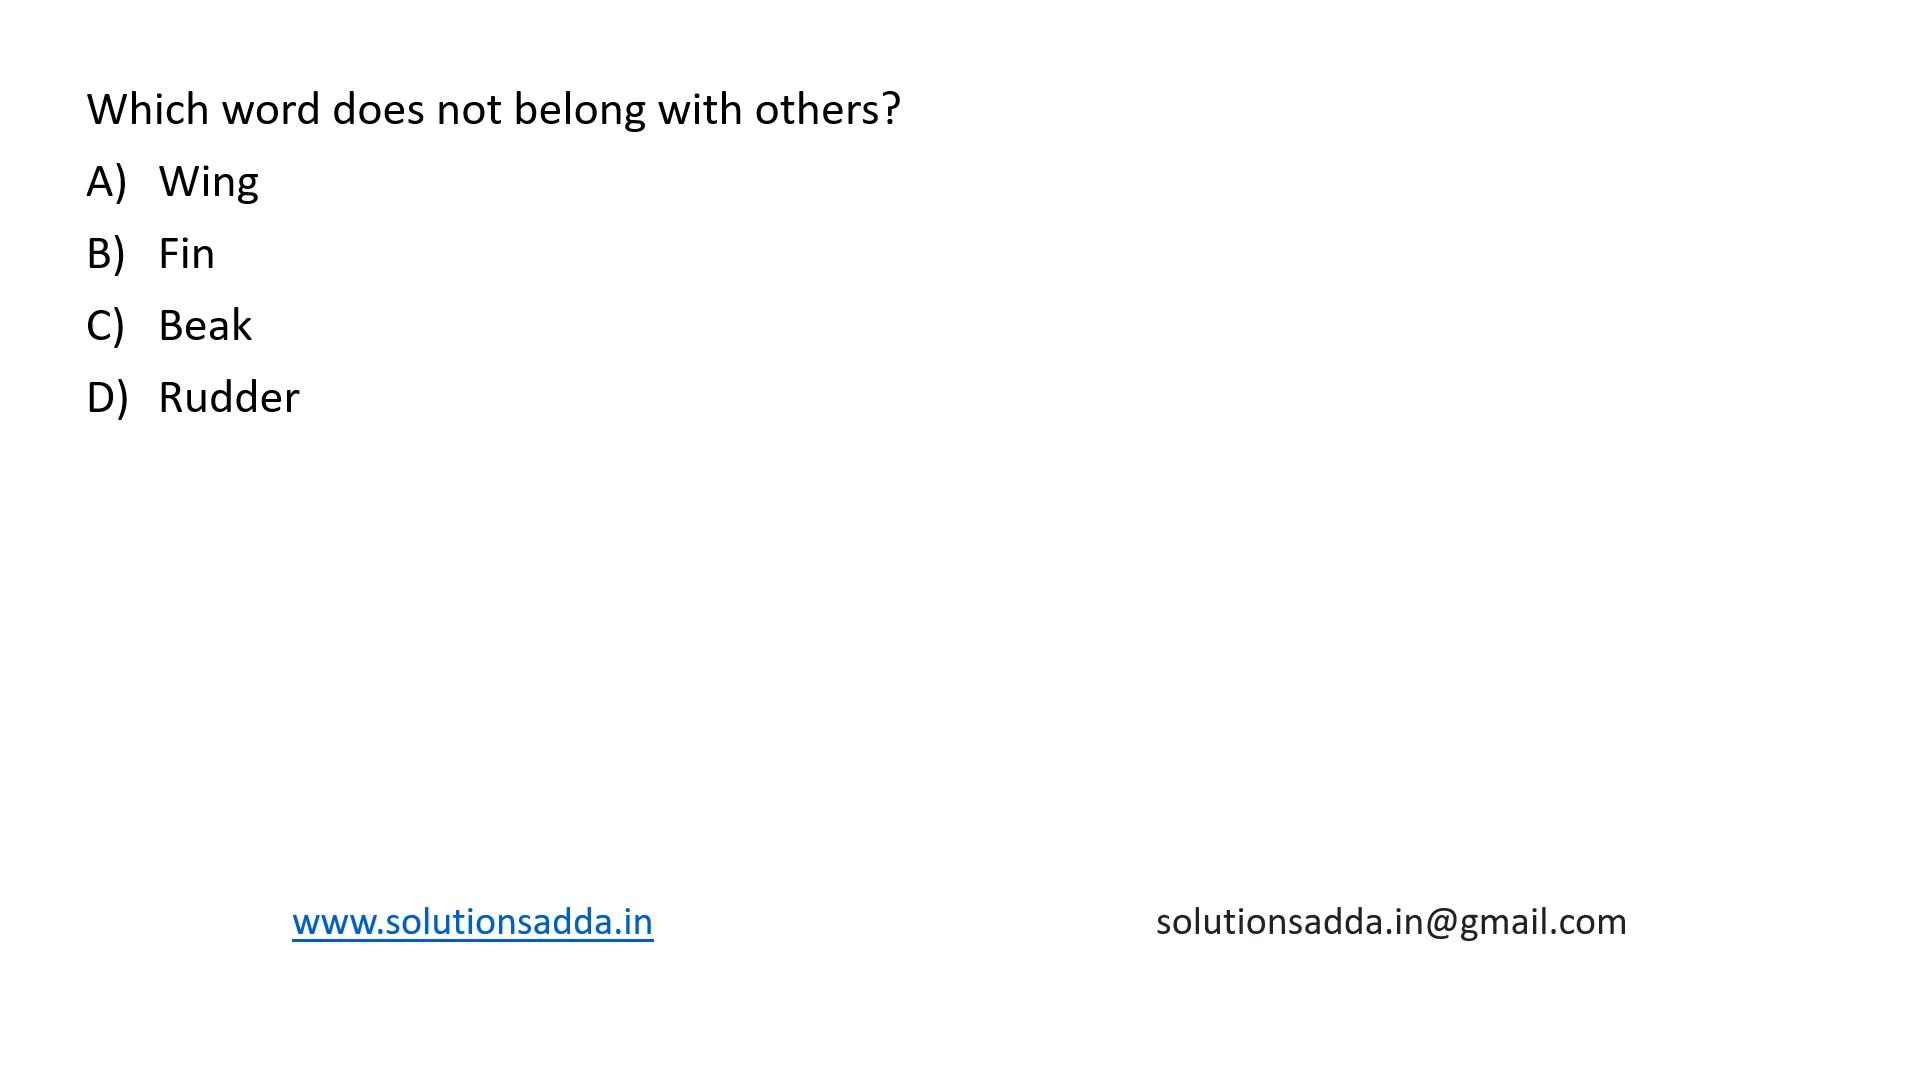 Which word does not belong with others?
A) Wing
B) Fin
C) Beak
D) Rudder
www.solutionsadda.in
solutionsadda.in@gmail.com